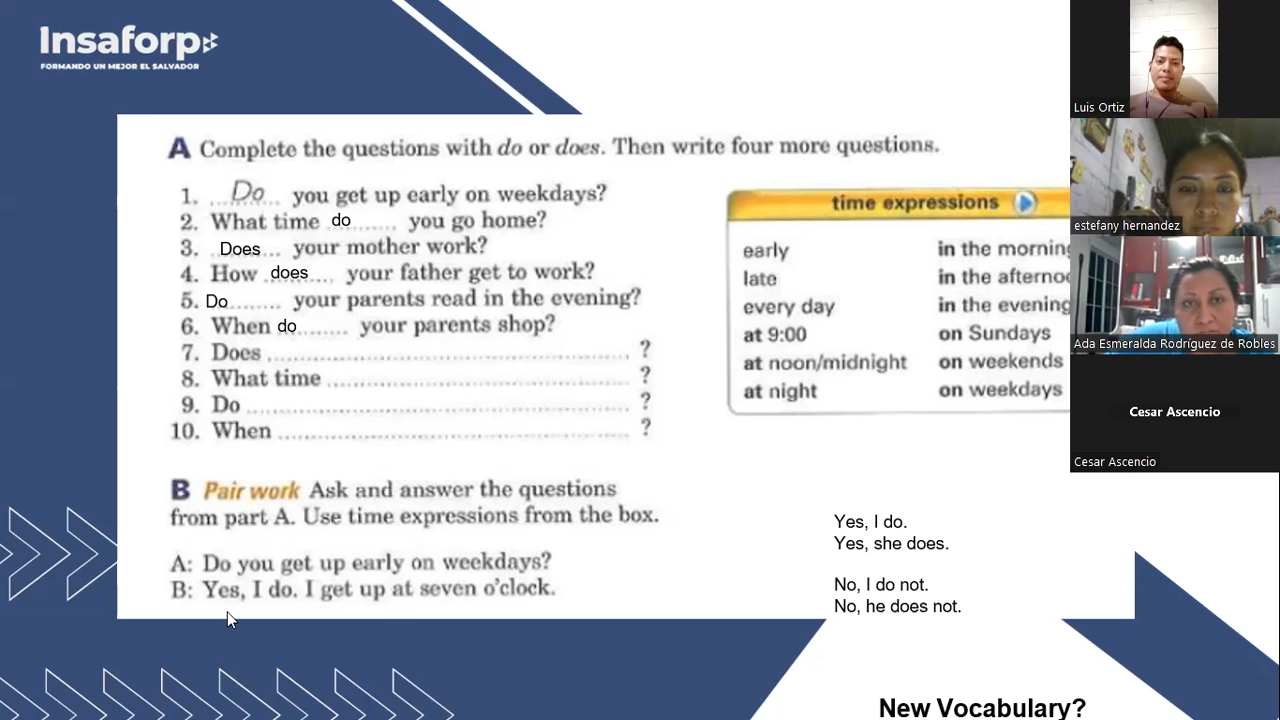 Insaforp
FORMANDO UN MEJOR EL SALVADOR
A Complete the questions with do or does. Then write four more questions.
1. Do you get up early on weekdays?
2. What time do you go home?
3. Does your mother work?
4. How does your father get to work?
5. Do your parents read in the evening?
6. When do your parents shop?
7. Does ?
8. What time ?
9. Do ?
10. When ?
time expressions
early in the mornin
late in the afterno
every day in the evening
at 9:00 on Sundays
at noon/midnight on weekends
at night on weekdays
B Pair work Ask and answer the questions
from part A. Use time expressions from the box.
A: Do you get up early on weekdays?
B: Yes, I do. I get up at seven o'clock.
Yes, I do.
Yes, she does.
No, I do not.
No, he does not.
New Vocabulary?
Luis Ortiz
estefany hernandez
Ada Esmeralda Rodríguez de Robles
Cesar Ascencio
Cesar Ascencio